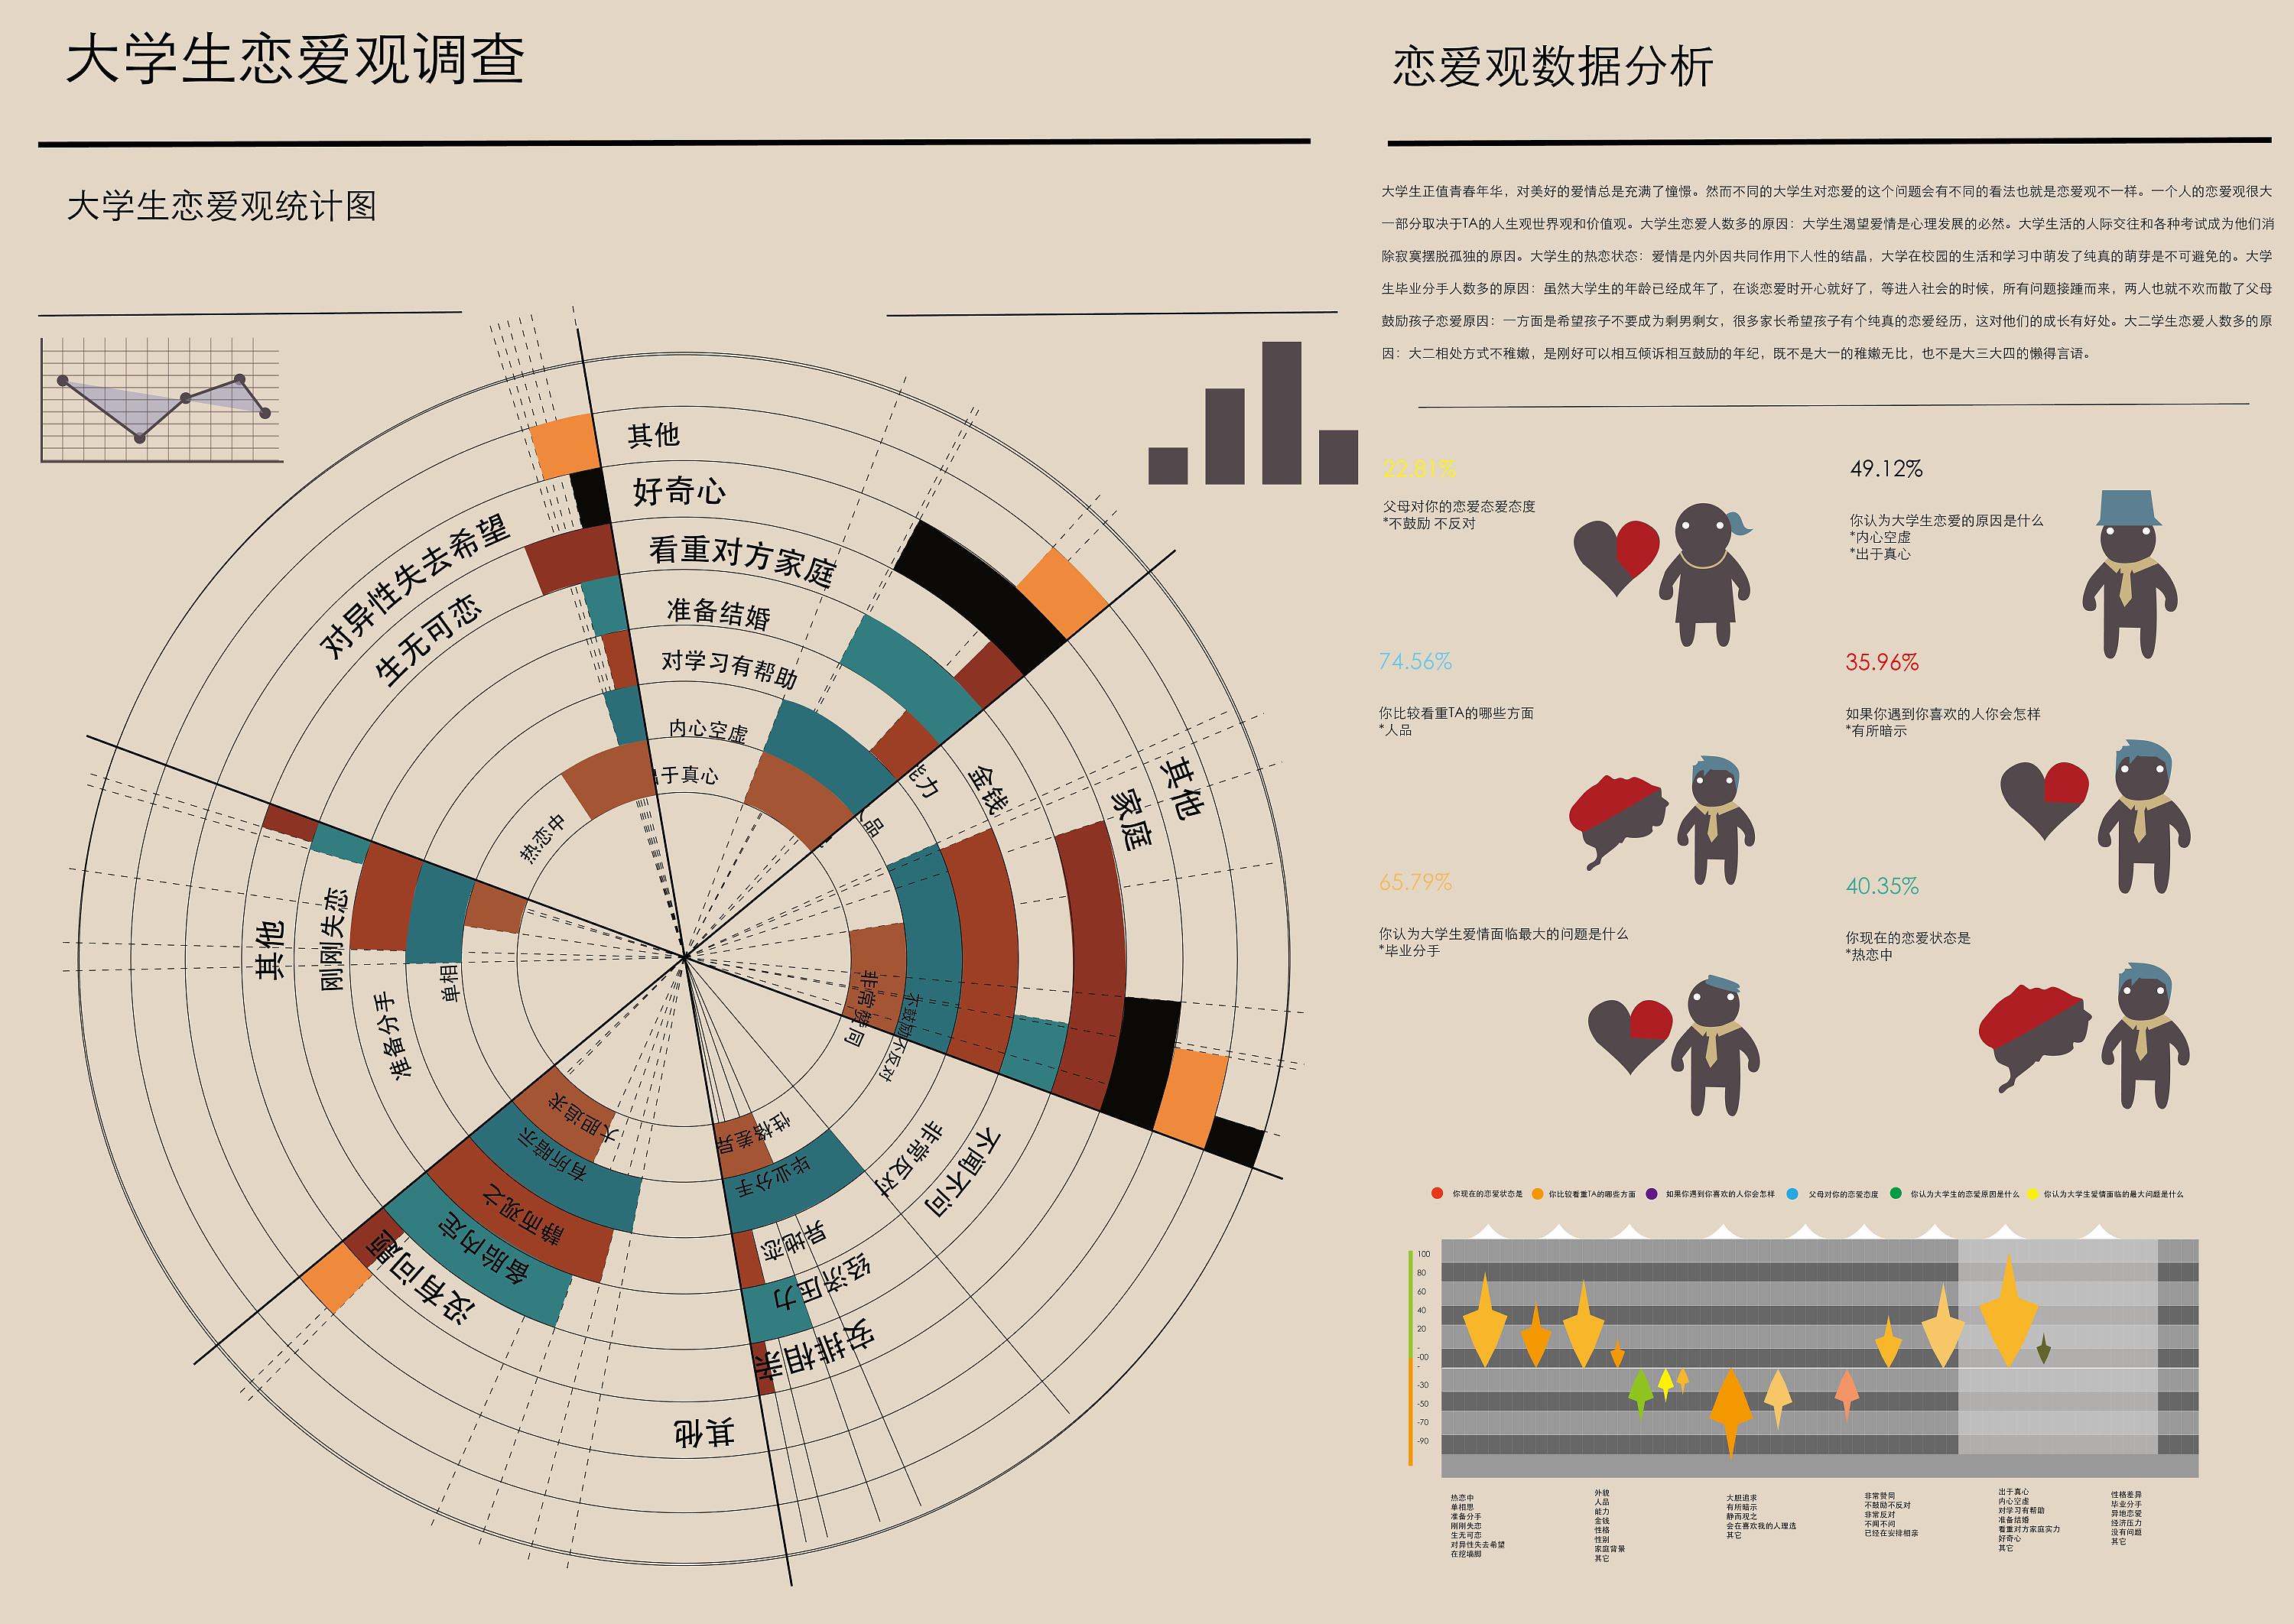 大学生恋爱观调查
大学生恋爱观统计图
其他
好奇心
看重对方家庭
准备结婚
对学习有帮助
内心空虚
出于真心
能力
人品
金钱
家庭
其他
非常赞同
不鼓励不反对
非常反对
不闻不问
安排相亲
其他
性格差异
毕业分手
异地恋
经济压力
没有问题
大胆追求
有所暗示
静而观之
备胎内定
热恋中
单相
准备分手
刚刚失恋
其他
生无可恋
对异性失去希望
恋爱观数据分析
大学生正值青春年华，对美好的爱情总是充满了憧憬。然而不同的大学生对恋爱的这个问题会有不同的看法也就是恋爱观不一样。一个人的恋爱观很大
一部分取决于TA的人生观世界观和价值观。大学生恋爱人数多的原因：大学生渴望爱情是心理发展的必然。大学生活的人际交往和各种考试成为他们消
除寂寞摆脱孤独的原因。大学生的热恋状态：爱情是内外因共同作用下人性的结晶，大学在校园的生活和学习中萌发了纯真的萌芽是不可避免的。大学
生毕业分手人数多的原因：虽然大学生的年龄已经成年了，在谈恋爱时开心就好了，等进入社会的时候，所有问题接踵而来，两人也就不欢而散了父母
鼓励孩子恋爱原因：一方面是希望孩子不要成为剩男剩女，很多家长希望孩子有个纯真的恋爱经历，这对他们的成长有好处。大二学生恋爱人数多的原
因：大二相处方式不稚嫩，是刚好可以相互倾诉相互鼓励的年纪，既不是大一的稚嫩无比，也不是大三大四的懒得言语。
22.81%
父母对你的恋爱恋爱态度
*不鼓励 不反对
49.12%
你认为大学生恋爱的原因是什么
*内心空虚
*出于真心
74.56%
你比较看重TA的哪些方面
*人品
35.96%
如果你遇到你喜欢的人你会怎样
*有所暗示
65.79%
你认为大学生爱情面临最大的问题是什么
*毕业分手
40.35%
你现在的恋爱状态是
*热恋中
你现在的恋爱状态是 你比较看重TA的哪些方面 如果你遇到你喜欢的人你会怎样 父母对你的恋爱态度 你认为大学生的恋爱原因是什么 你认为大学生爱情面临的最大问题是什么
100
80
60
40
20
-
-00
-
-30
-50
-70
-90
热恋中
单相思
准备分手
刚刚失恋
生无可恋
对异性失去希望
在挖墙脚
外貌
人品
能力
金钱
性格
性别
家庭背景
其它
大胆追求
有所暗示
静而观之
会在喜欢我的人理选
其它
非常赞同
不鼓励不反对
非常反对
不闻不问
已经在安排相亲
出于真心
内心空虚
对学习有帮助
准备结婚
看重对方家庭实力
好奇心
其它
性格差异
毕业分手
异地恋爱
经济压力
没有问题
其它